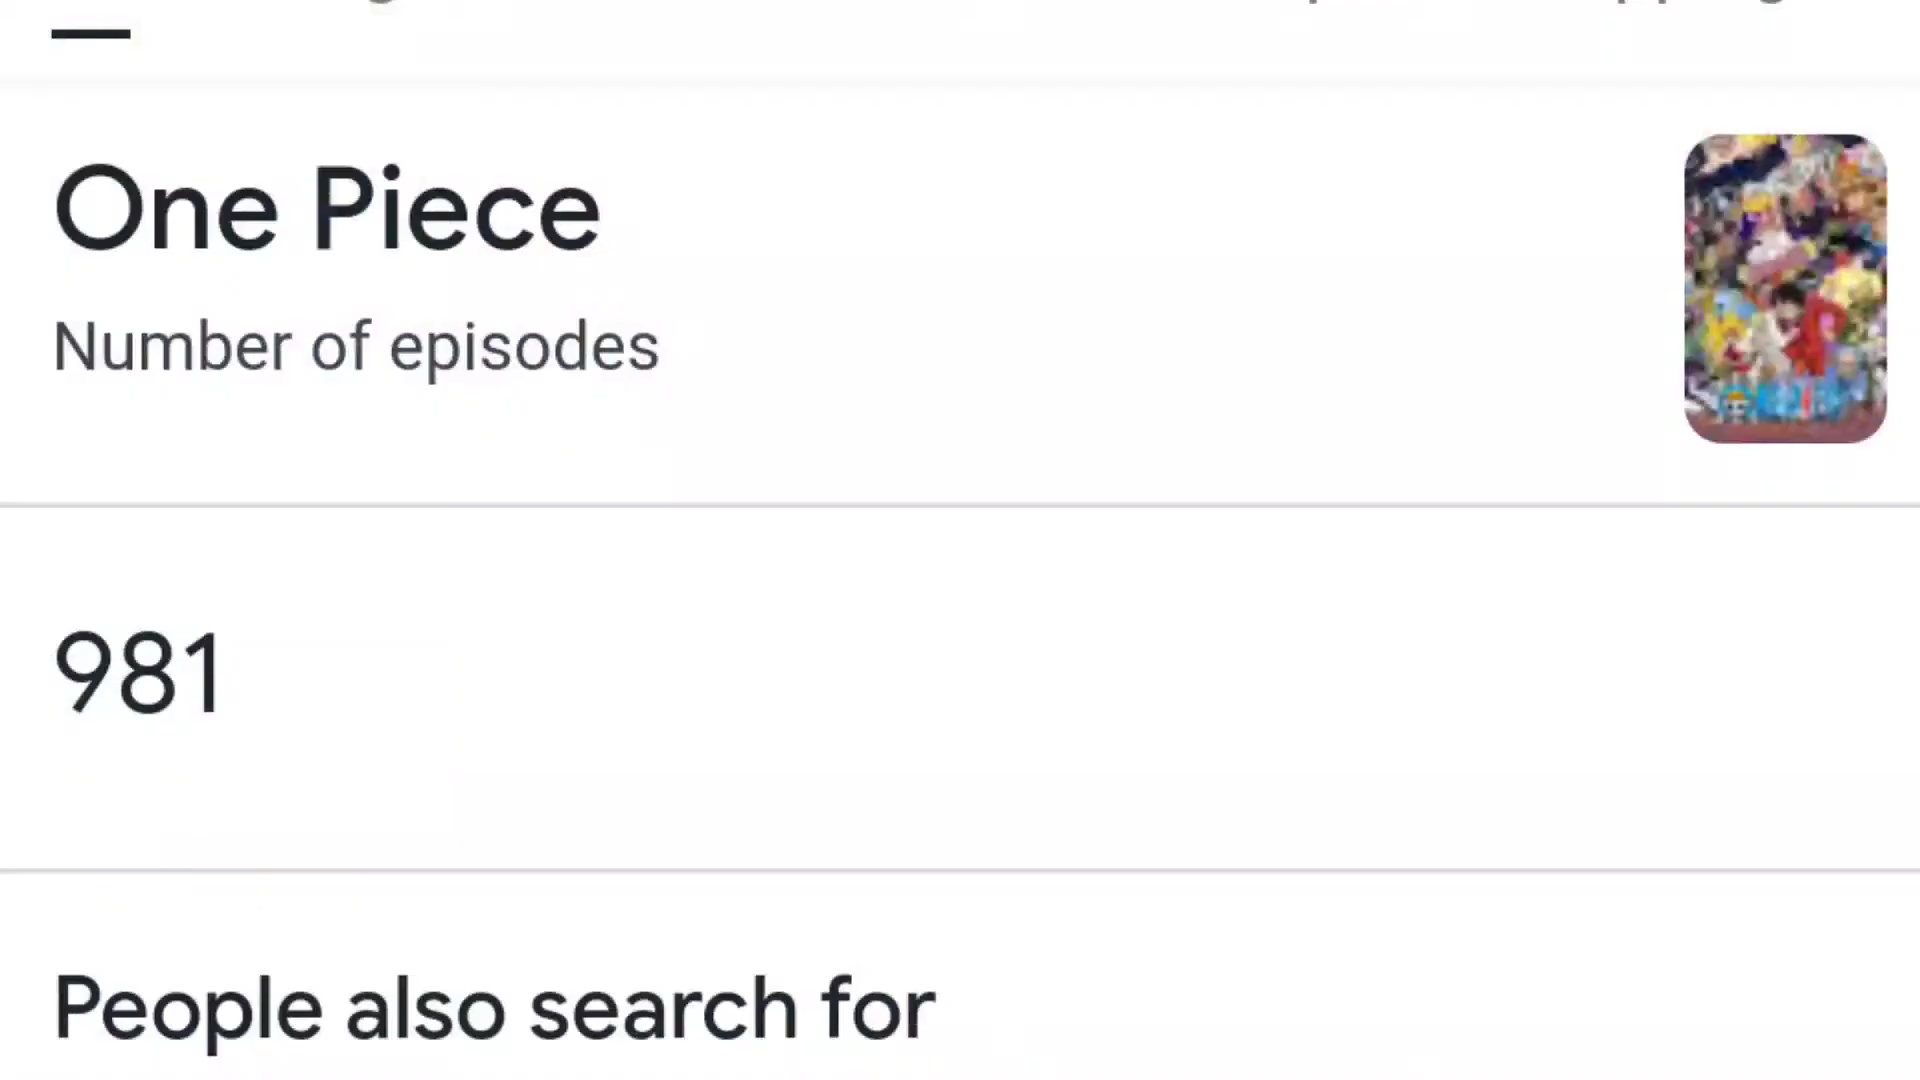 One Piece
Number of episodes
981
People also search for